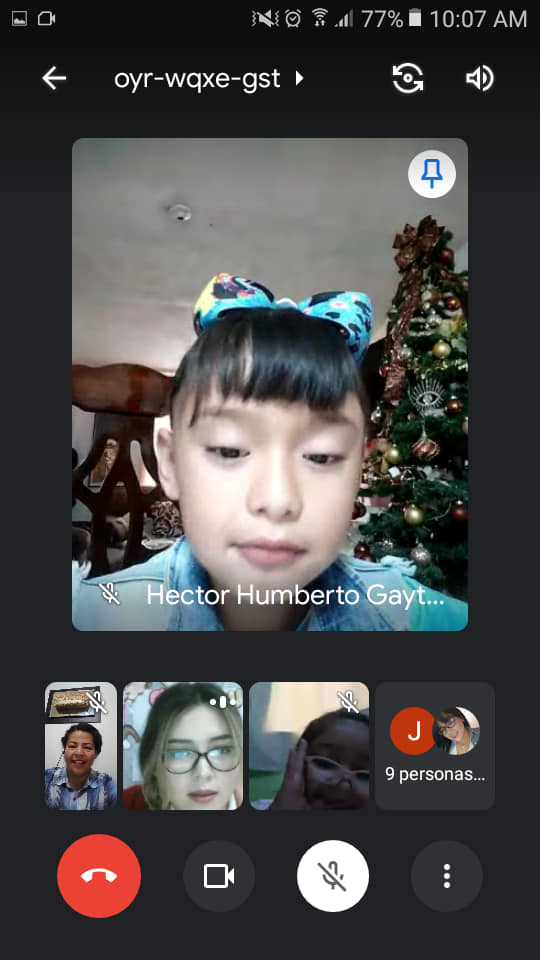 77% 10:07 AM
oyr-wqxe-gst
Hector Humberto Gayt...
J
9 personas...